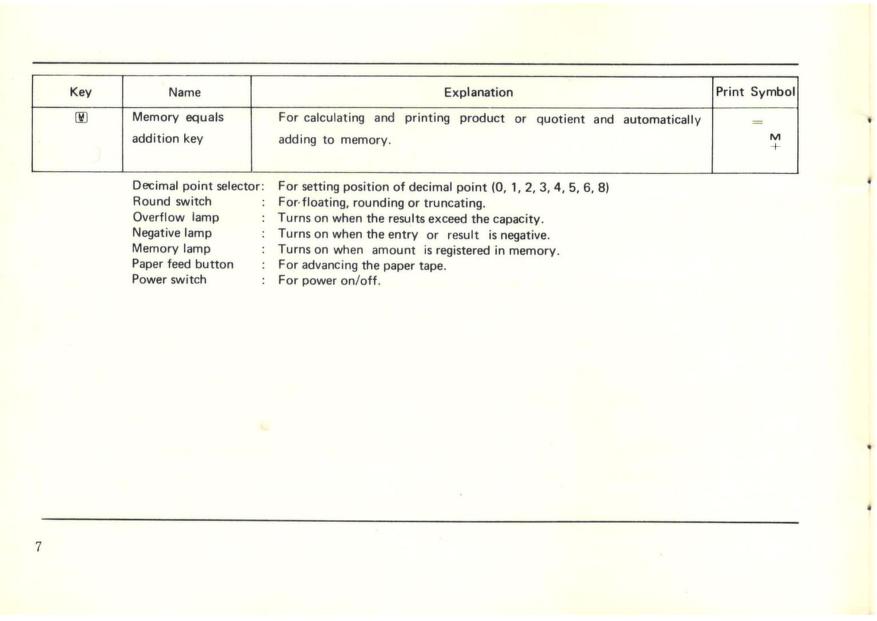 Key Name Explanation Print Symbol
Memory equals For calculating and printing product or quotient and automatically =
addition key adding to memory. M
+
Decimal point selector: For setting position of decimal point (0, 1, 2, 3, 4, 5, 6, 8)
Round switch : For floating, rounding or truncating.
Overflow lamp : Turns on when the results exceed the capacity.
Negative lamp : Turns on when the entry or result is negative.
Memory lamp : Turns on when amount is registered in memory.
Paper feed button : For advancing the paper tape.
Power switch : For power on/off.
7